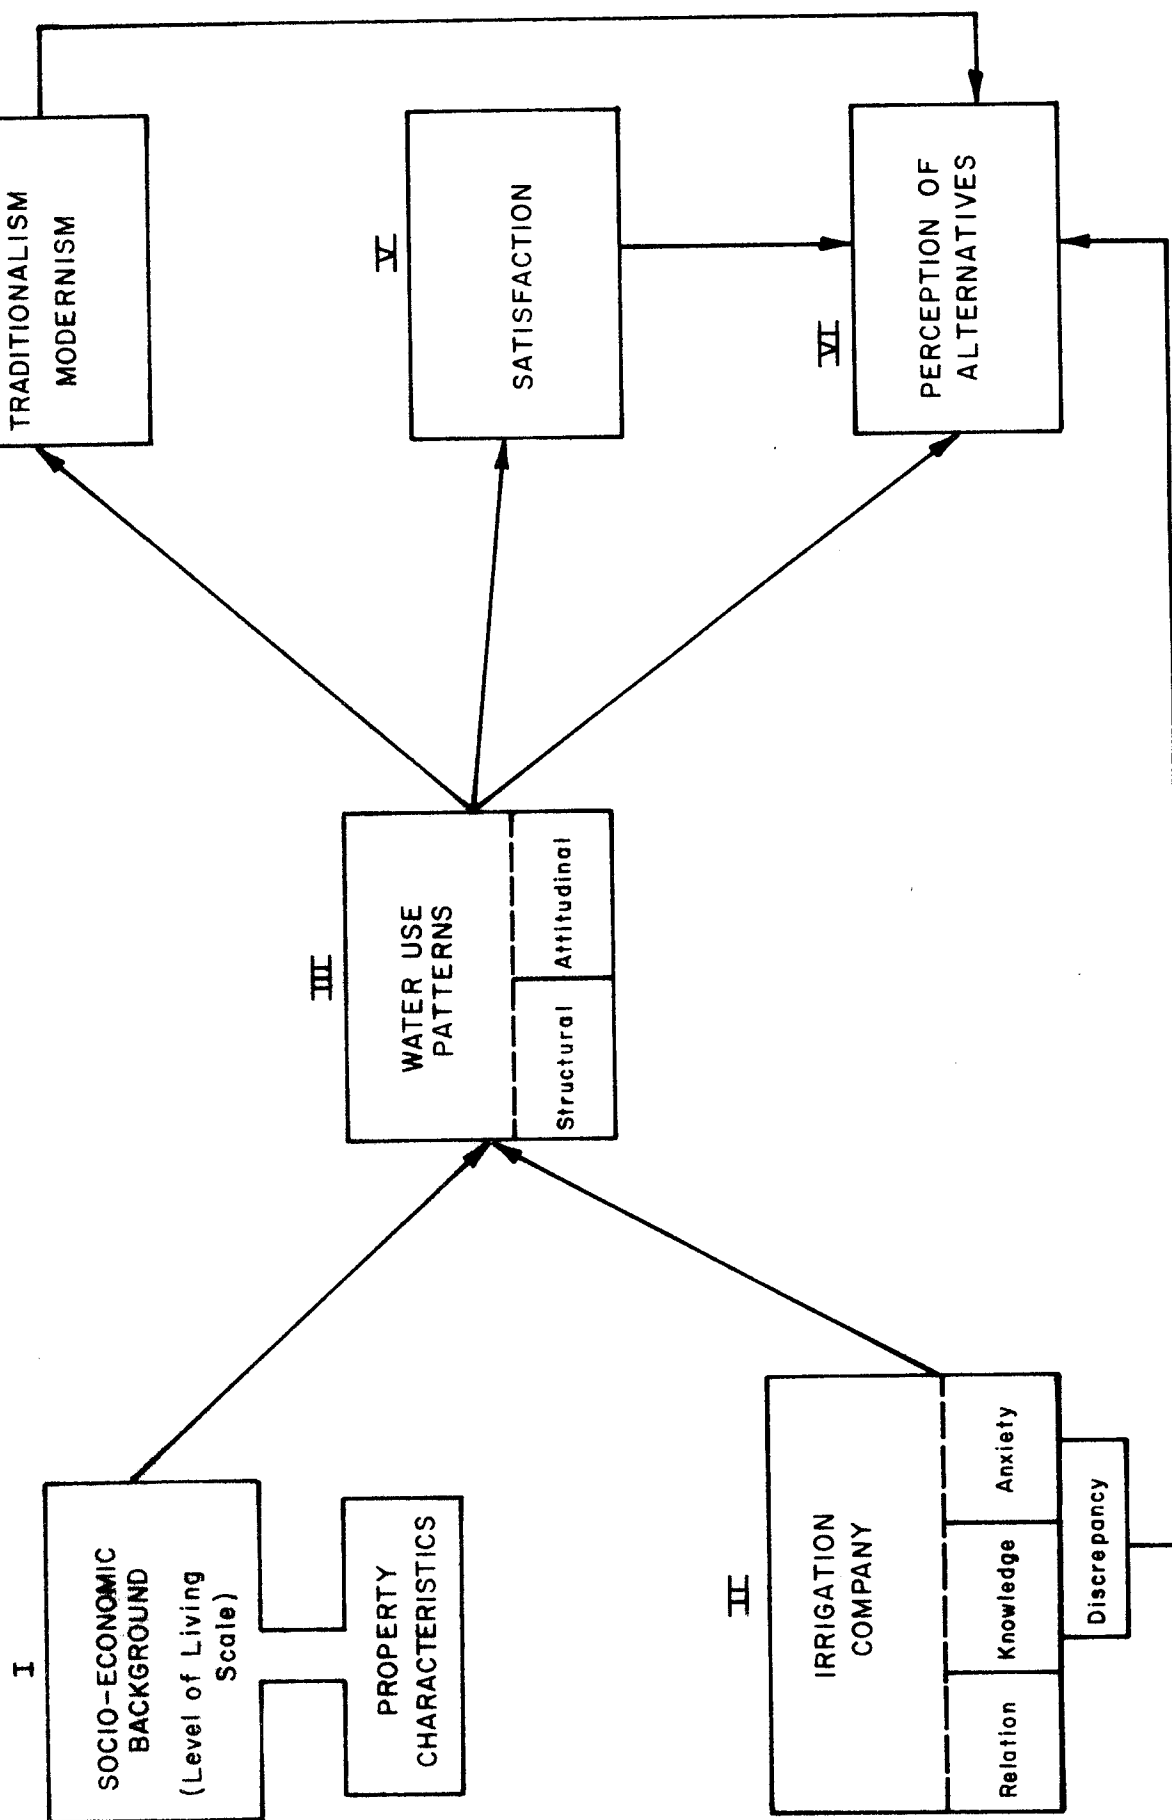 I
SOCIO-ECONOMIC
BACKGROUND
(Level of Living
Scale)
PROPERTY
CHARACTERISTICS
II
IRRIGATION
COMPANY
Relation
Knowledge
Anxiety
Discrepancy
III
WATER USE
PATTERNS
Structural
Attitudinal
TRADITIONALISM
MODERNISM
V
SATISFACTION
VI
PERCEPTION OF
ALTERNATIVES